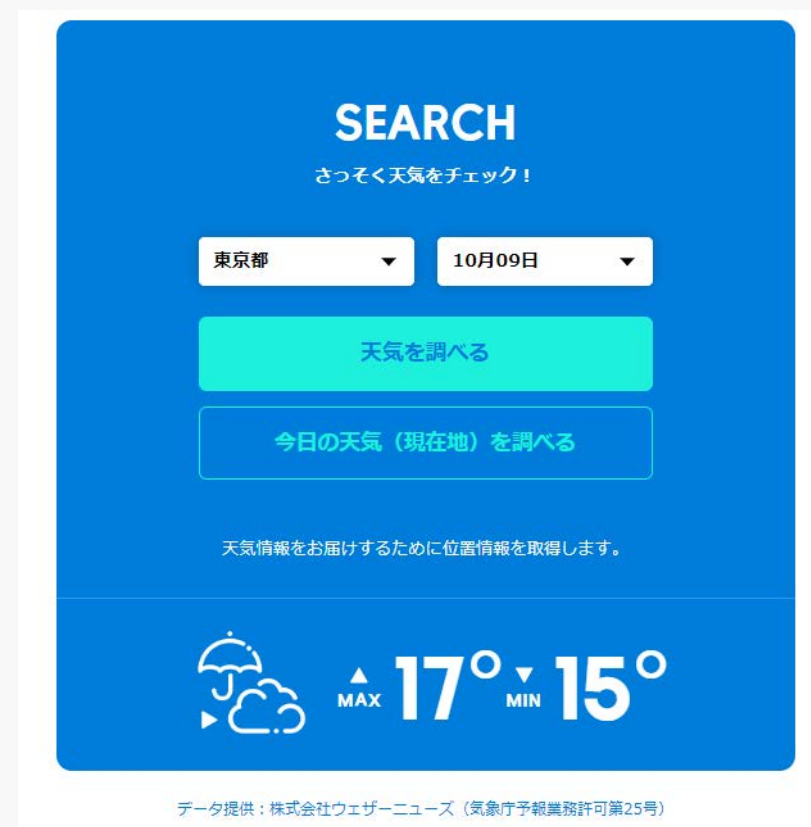 SEARCH
さっそく天気をチェック！
東京都
10月09日
天気を調べる
今日の天気（現在地）を調べる
天気情報をお届けするために位置情報を取得します。
MAX 17° MIN 15°
データ提供：株式会社ウェザーニューズ（気象庁予報業務許可第25号）